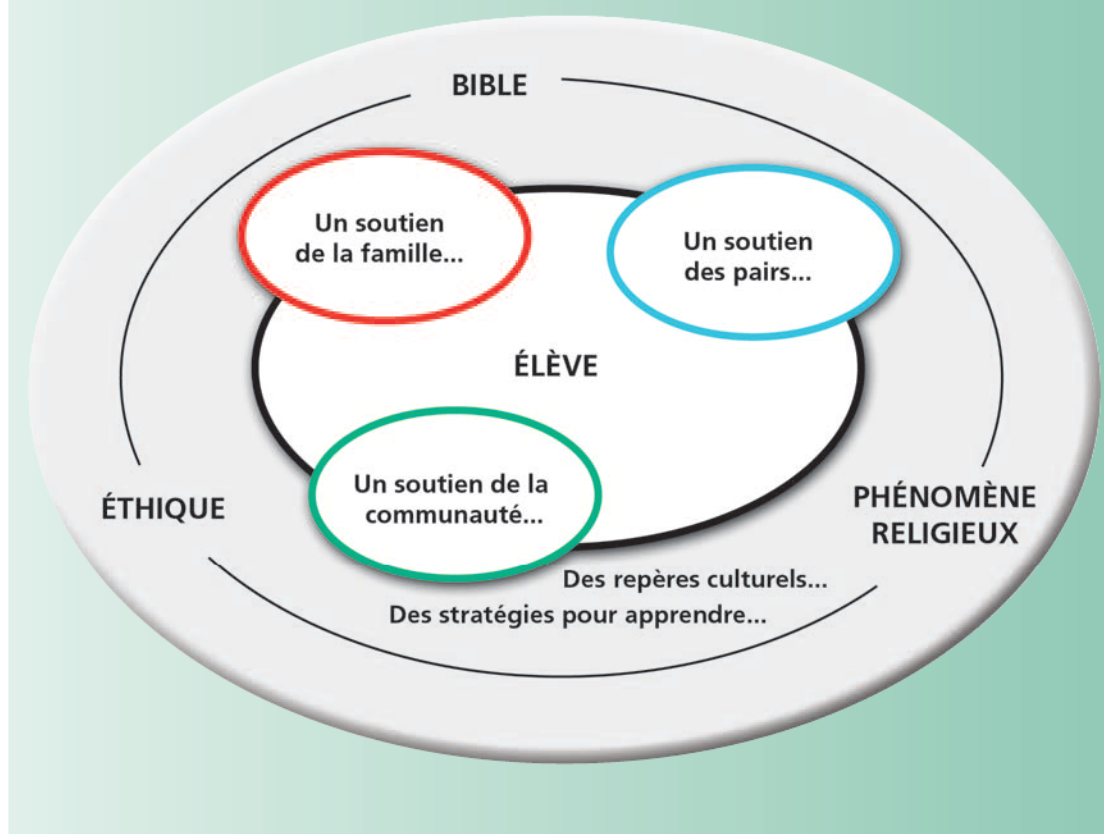 BIBLE
Un soutien
de la famille...
Un soutien
des pairs...
ÉLÈVE
Un soutien de la
communauté...
ÉTHIQUE
PHÉNOMÈNE
RELIGIEUX
Des repères culturels...
Des stratégies pour apprendre...